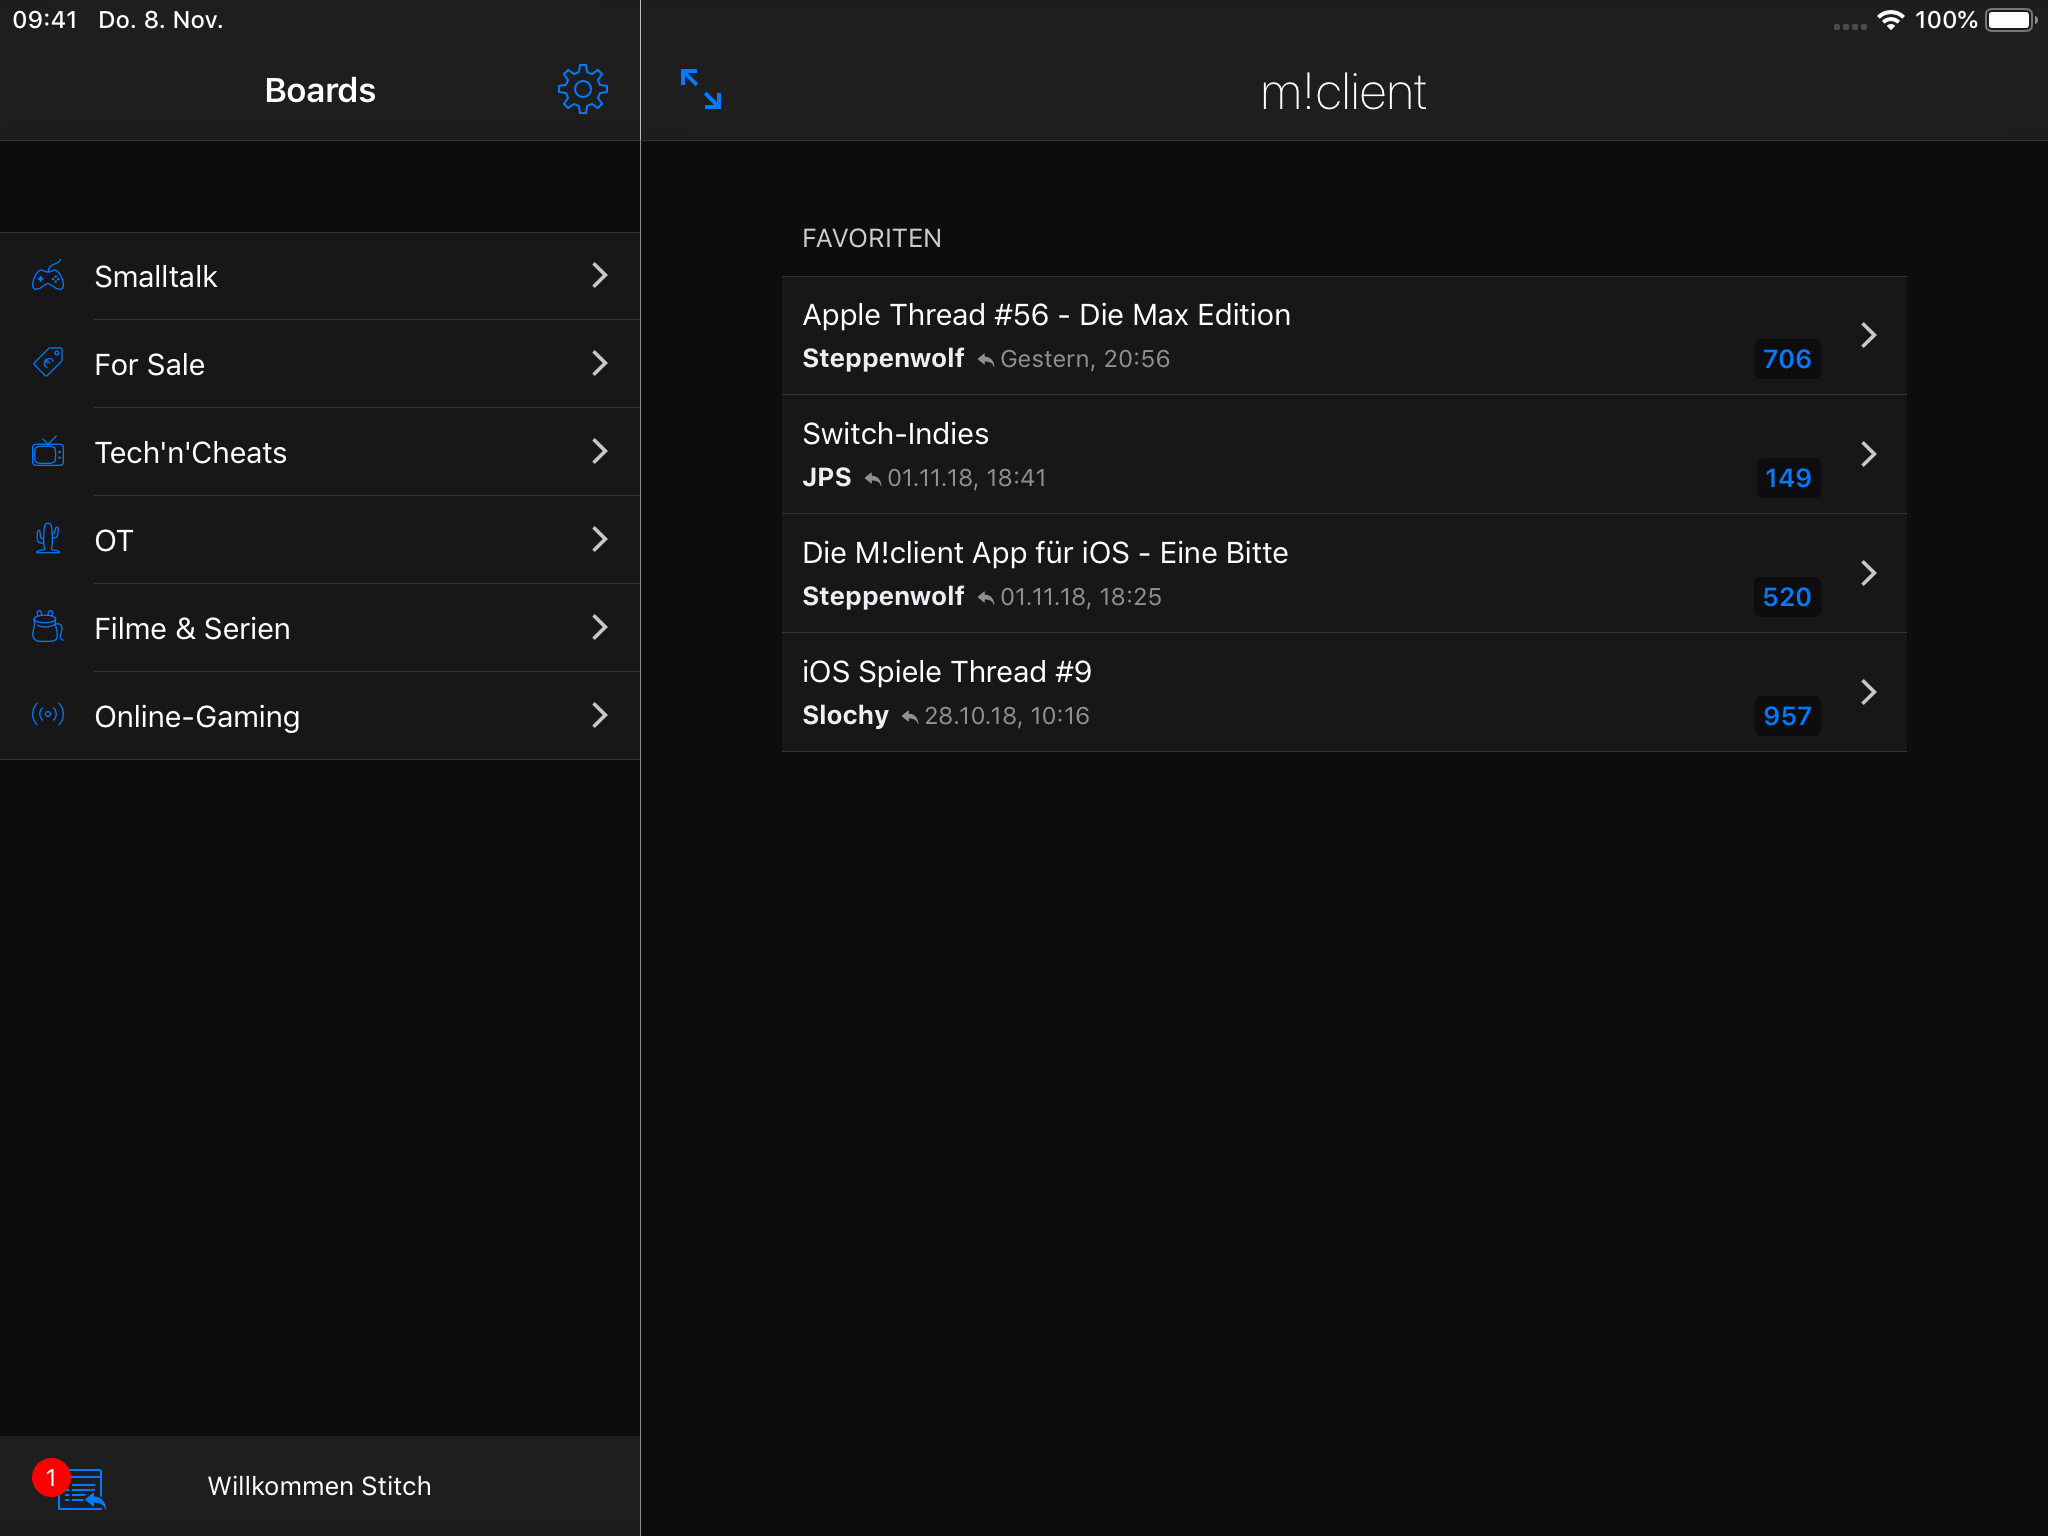 09:41 Do. 8. Nov.
100%
Boards
m!client
Smalltalk
For Sale
Tech'n'Cheats
OT
Filme & Serien
Online-Gaming
FAVORITEN
Apple Thread #56 - Die Max Edition
Steppenwolf Gestern, 20:56
706
Switch-Indies
JPS 01.11.18, 18:41
149
Die M!client App für iOS - Eine Bitte
Steppenwolf 01.11.18, 18:25
520
iOS Spiele Thread #9
Slochy 28.10.18, 10:16
957
1
Willkommen Stitch